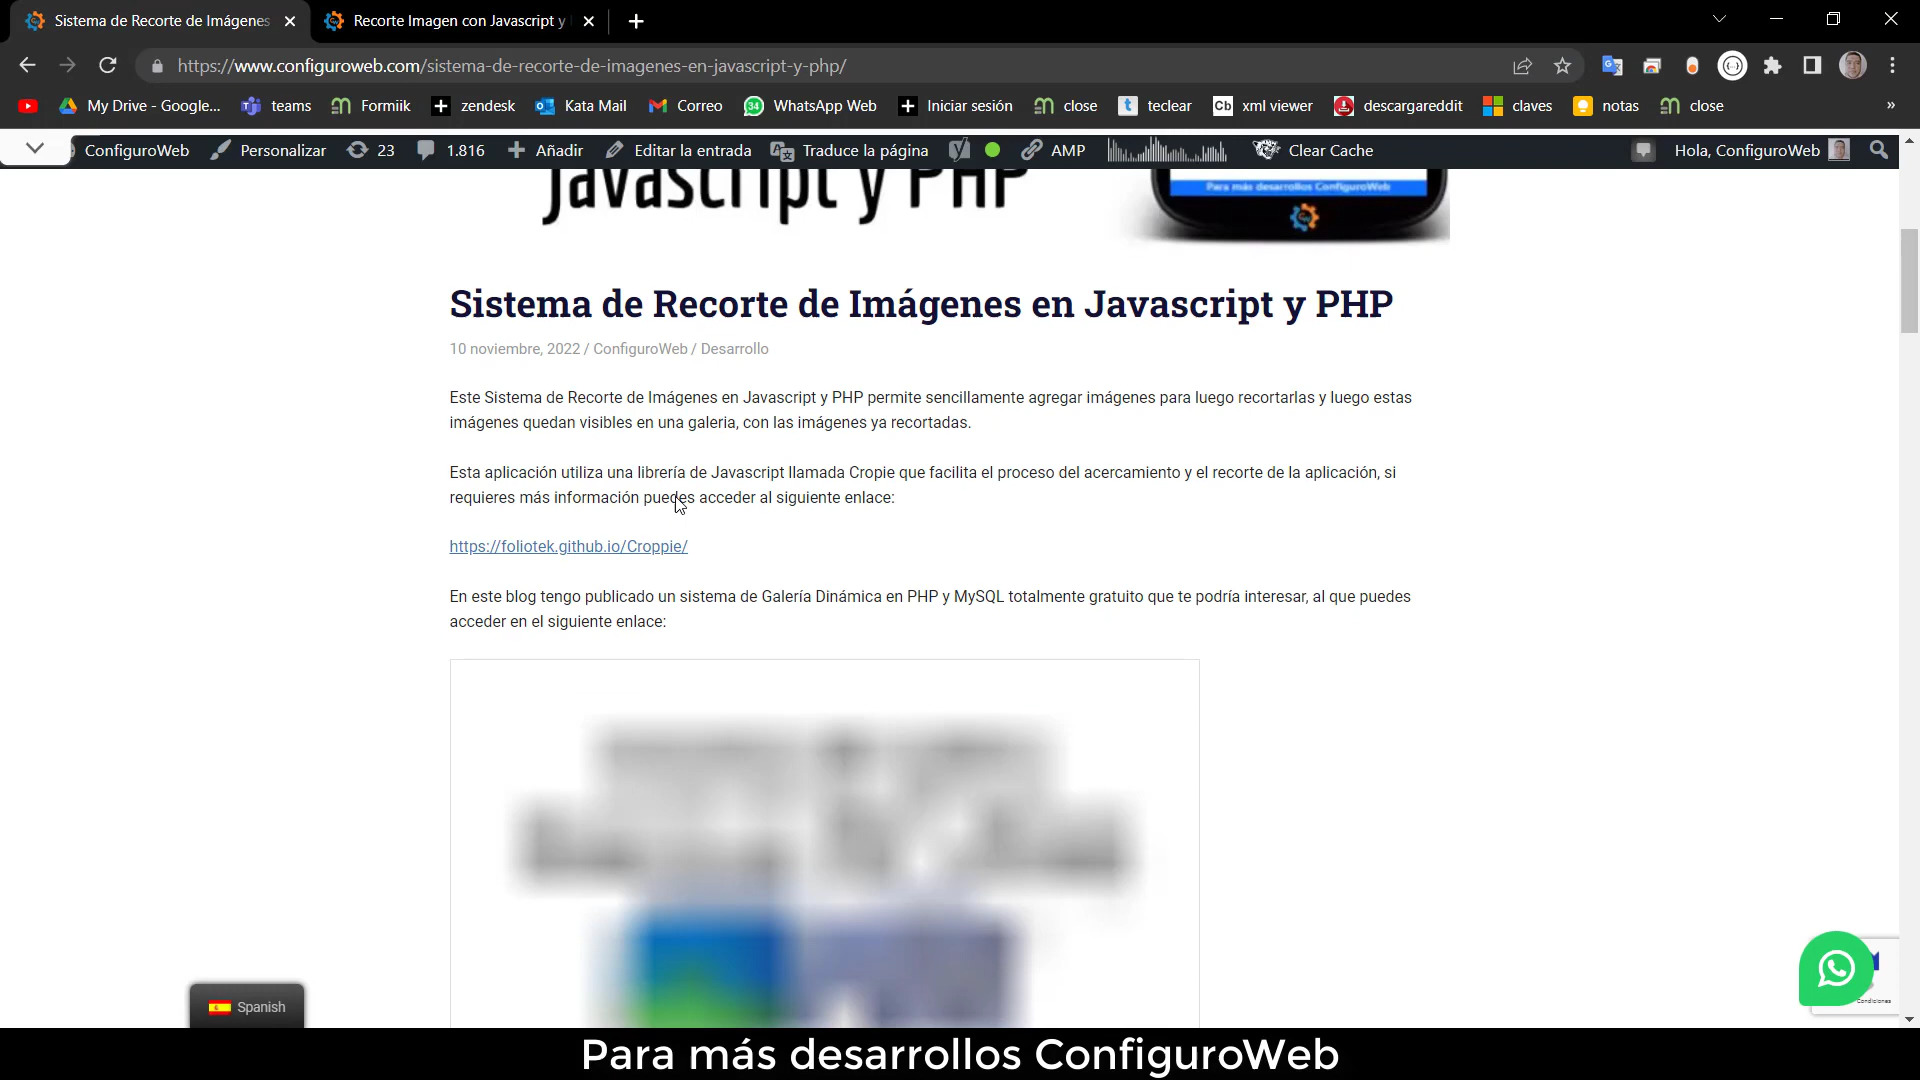 Sistema de Recorte de Imágenes
Recorte Imagen con Javascript y
https://www.configuroweb.com/sistema-de-recorte-de-imagenes-en-javascript-y-php/
My Drive - Google...
teams
Formiik
zendesk
Kata Mail
Correo
34
WhatsApp Web
Iniciar sesión
close
t
teclear
Cb
xml viewer
descargareddit
claves
notas
close
»
ConfiguroWeb
Personalizar
23
1.816
Añadir
Editar la entrada
Traduce la página
AMP
Clear Cache
Hola, ConfiguroWeb
Javascript y PHP
Para más desarrollos ConfiguroWeb
Sistema de Recorte de Imágenes en Javascript y PHP
10 noviembre, 2022 / ConfiguroWeb / Desarrollo
Este Sistema de Recorte de Imágenes en Javascript y PHP permite sencillamente agregar imágenes para luego recortarlas y luego estas
imágenes quedan visibles en una galeria, con las imágenes ya recortadas.
Esta aplicación utiliza una librería de Javascript llamada Cropie que facilita el proceso del acercamiento y el recorte de la aplicación, si
requieres más información puedes acceder al siguiente enlace:
https://foliotek.github.io/Croppie/
En este blog tengo publicado un sistema de Galería Dinámica en PHP y MySQL totalmente gratuito que te podría interesar, al que puedes
acceder en el siguiente enlace:
Spanish
Condiciones
Para más desarrollos ConfiguroWeb